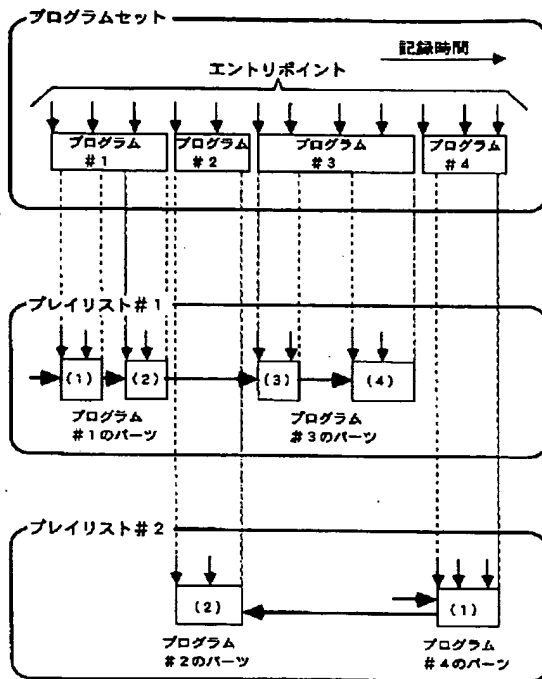 プログラムセット
記録時間
エントリポイント
プログラム
#1
プログラム
#2
プログラム
#3
プログラム
#4
プレイリスト#1
(1)
(2)
(3)
(4)
プログラム
#1のパーツ
プログラム
#3のパーツ
プレイリスト#2
(2)
(1)
プログラム
#2のパーツ
プログラム
#4のパーツ